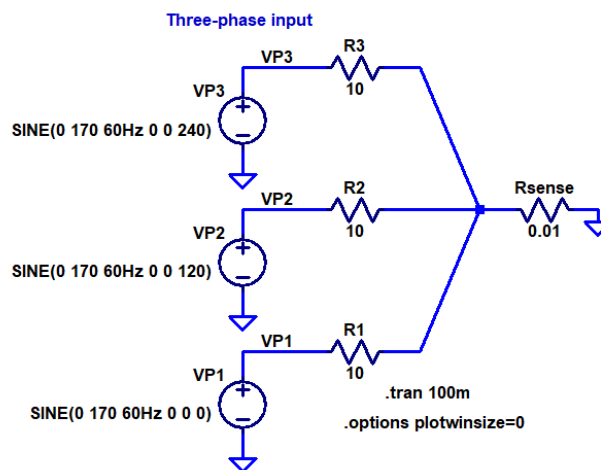 Three-phase input
VP3
R3
10
VP3
SINE(0 170 60Hz 0 0 240)
VP2
R2
10
Rsense
0.01
VP2
SINE(0 170 60Hz 0 0 120)
VP1
R1
10
VP1
.tran 100m
SINE(0 170 60Hz 0 0 0)
.options plotwinsize=0